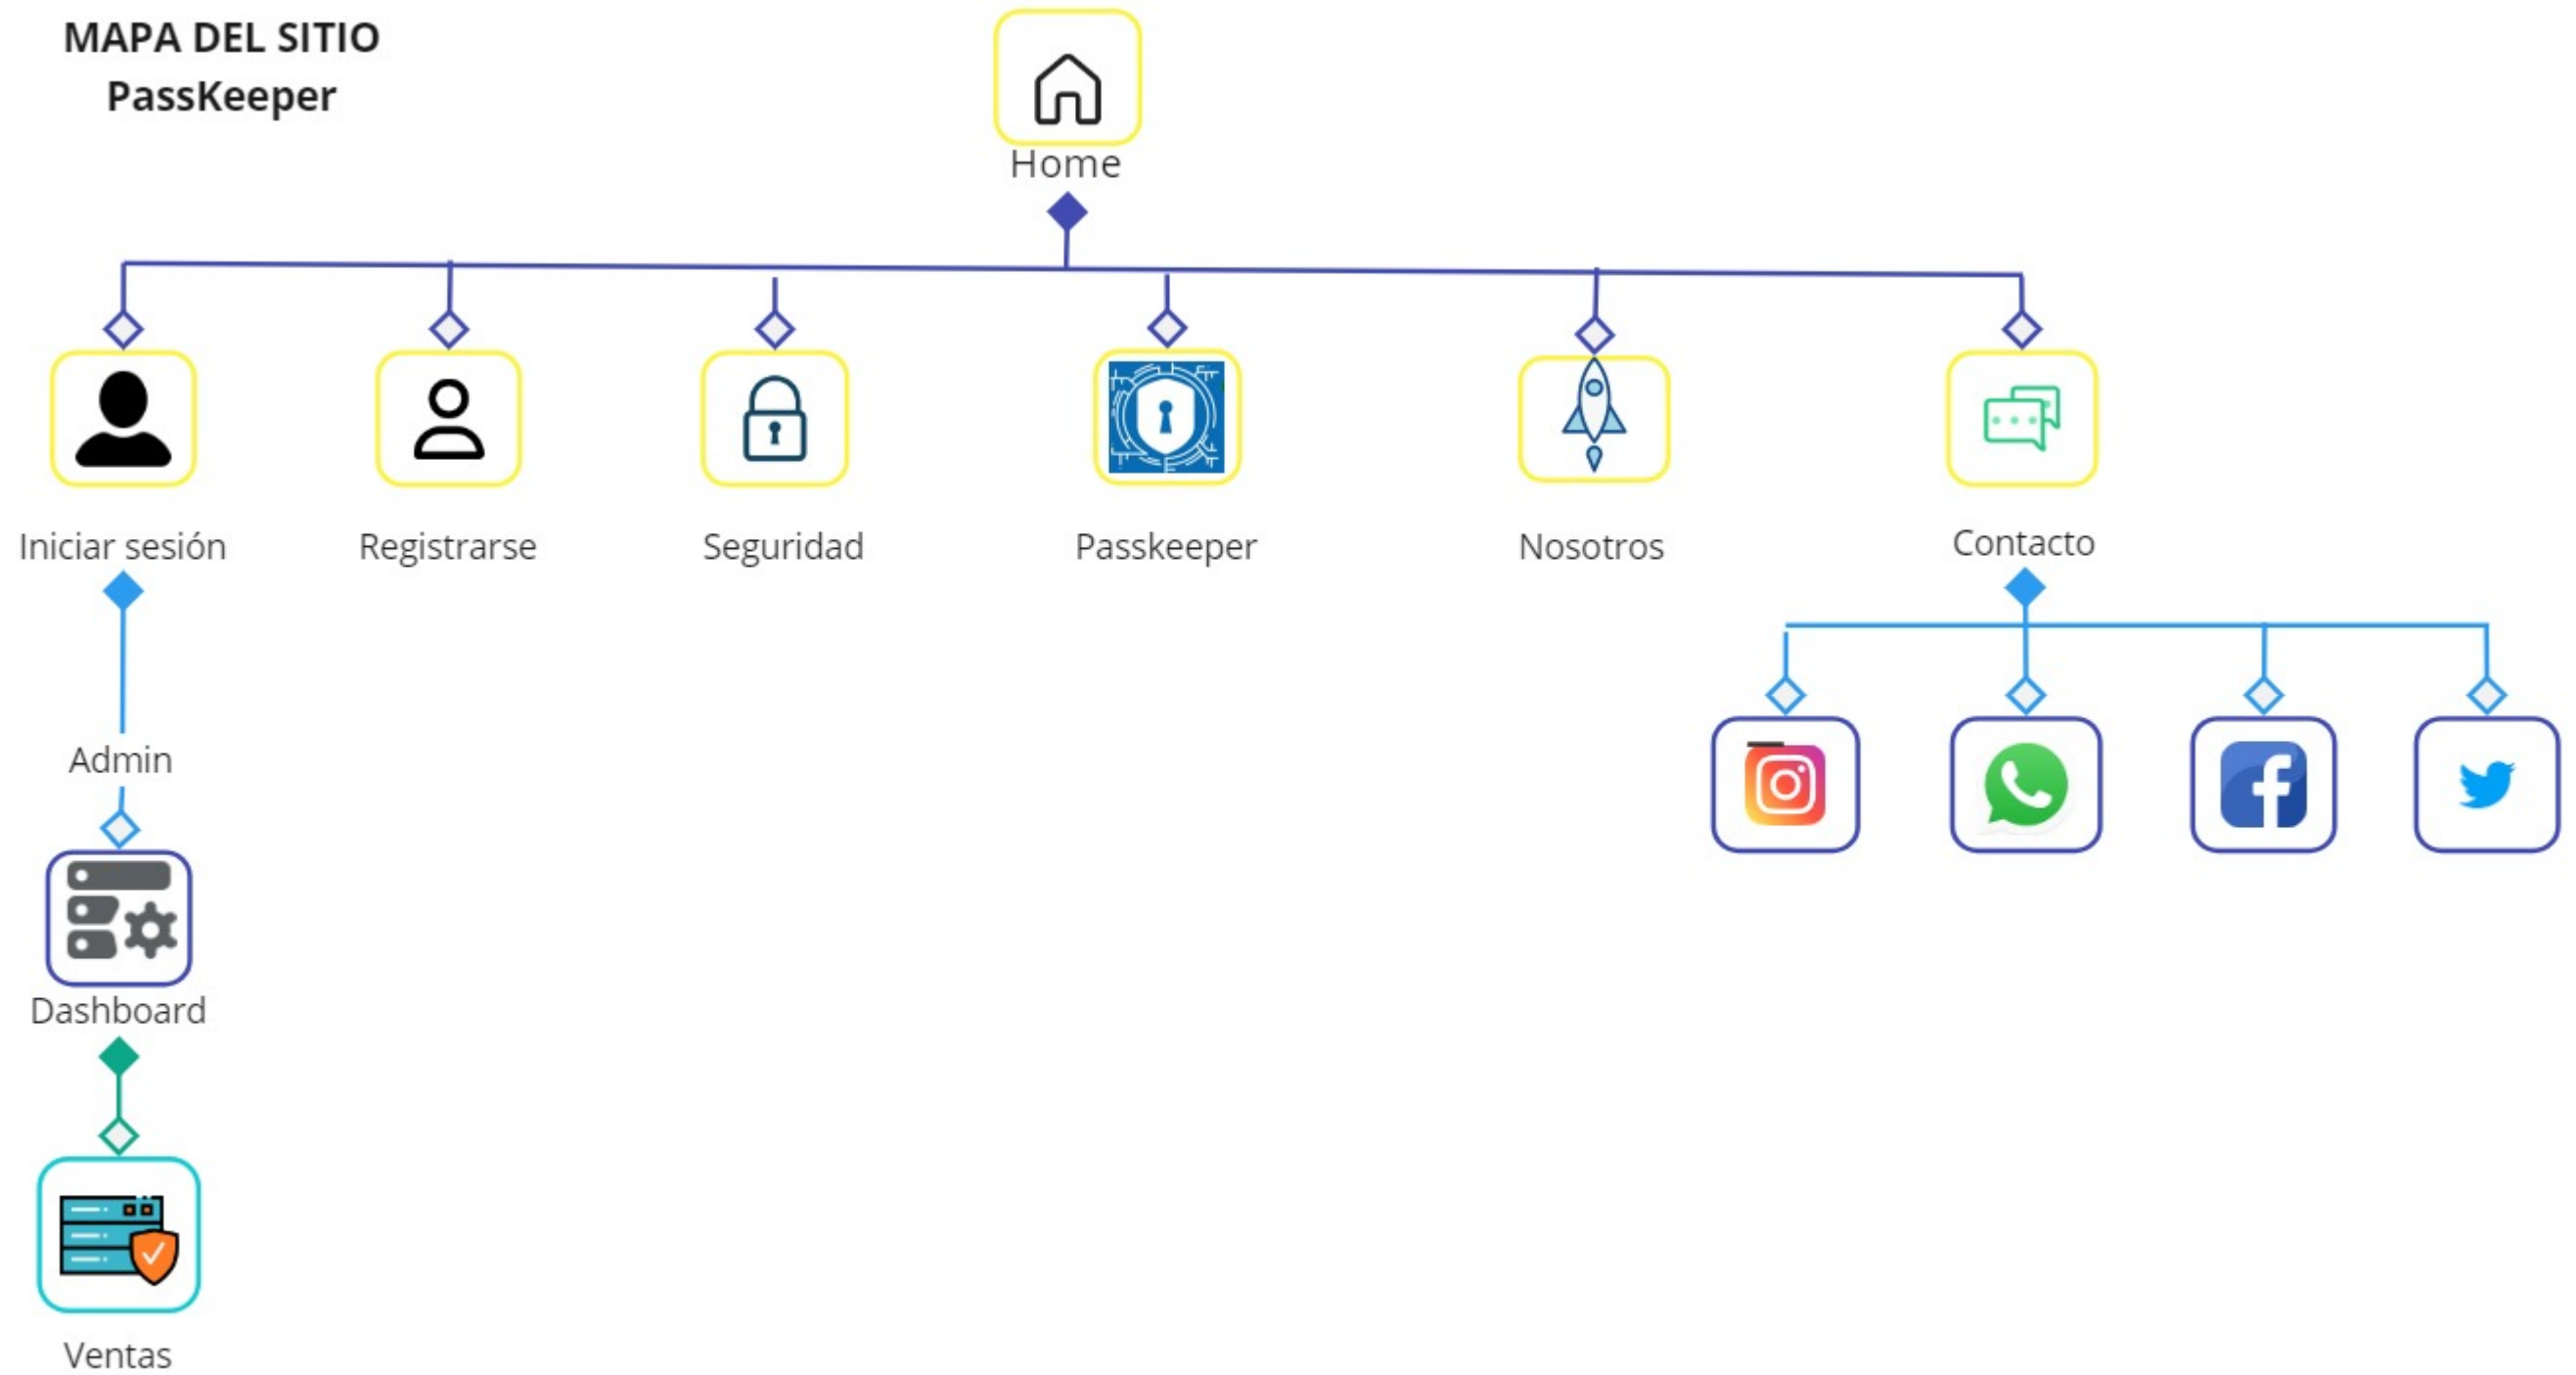 MAPA DEL SITIO
PassKeeper
Home
Iniciar sesión
Registrarse
Seguridad
Passkeeper
Nosotros
Contacto
Admin
Dashboard
Ventas